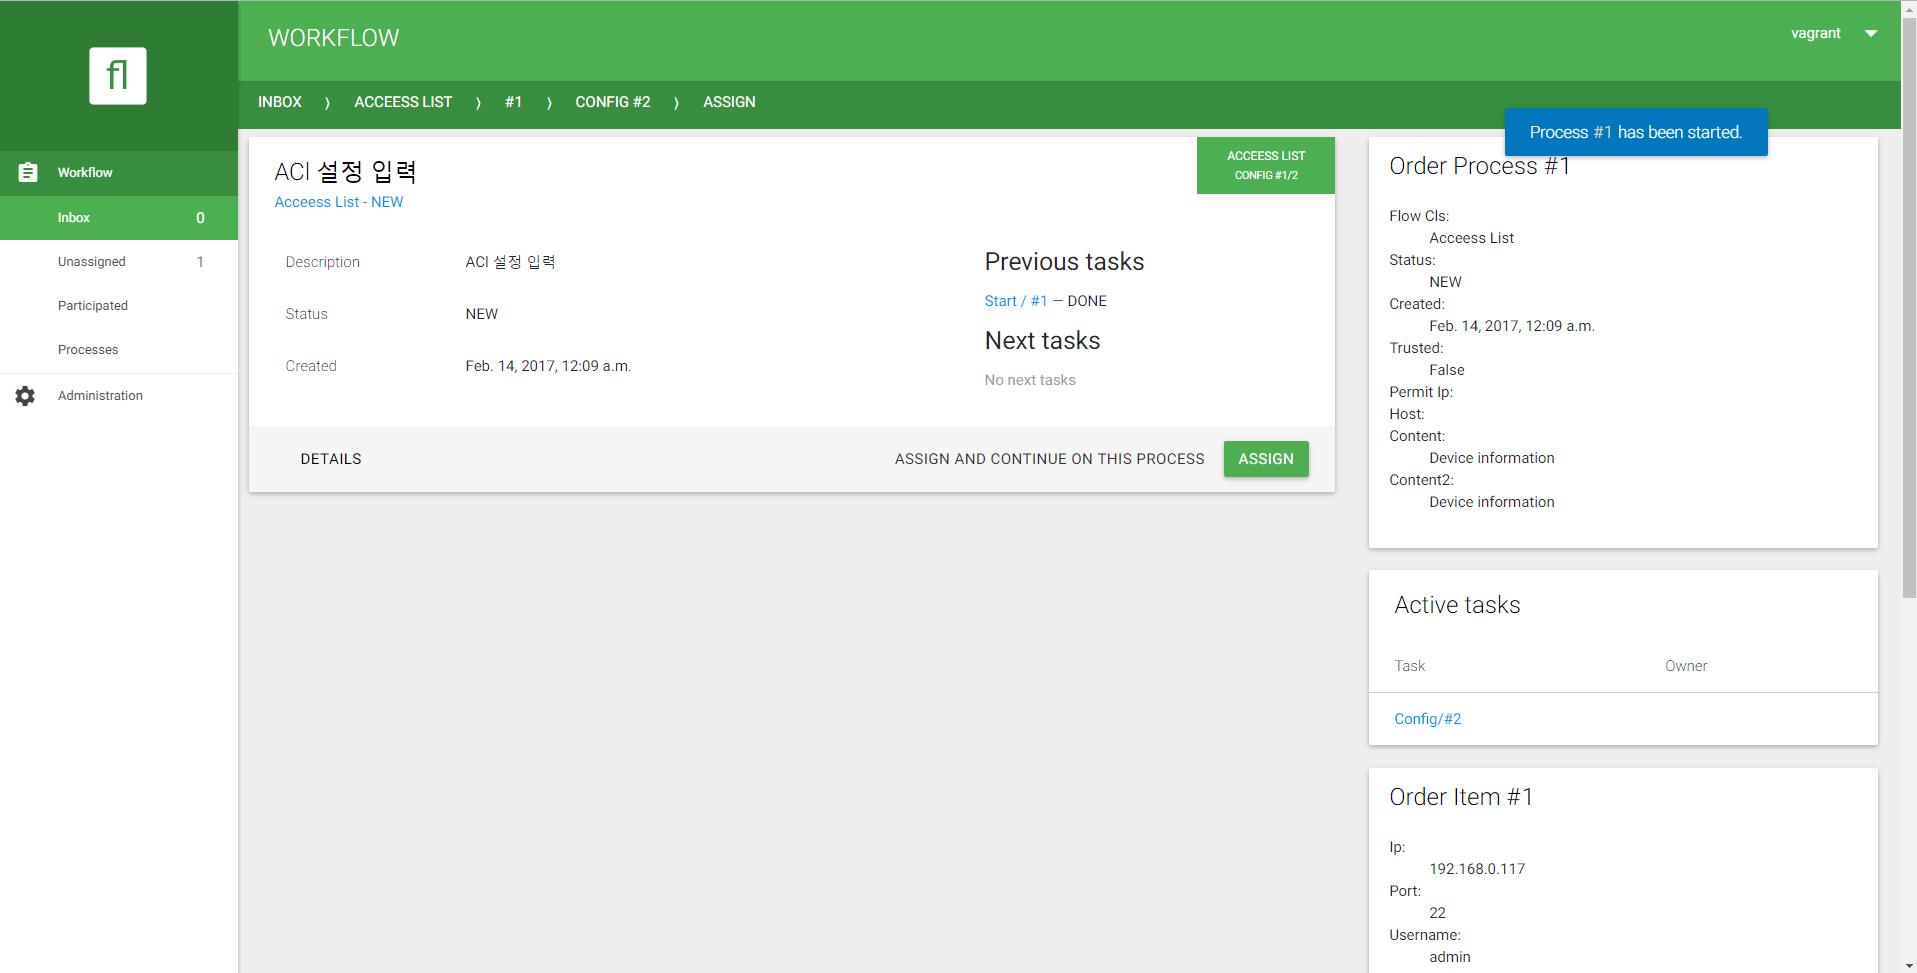 fl
WORKFLOW
vagrant
INBOX ⟩ ACCEESS LIST ⟩ #1 ⟩ CONFIG #2 ⟩ ASSIGN
Process #1 has been started.
Workflow
Inbox 0
Unassigned 1
Participated
Processes
Administration
ACI 설정 입력
Acceess List - NEW
ACCEESS LIST
CONFIG #1/2
Description ACI 설정 입력
Status NEW
Created Feb. 14, 2017, 12:09 a.m.
Previous tasks
Start / #1 — DONE
Next tasks
No next tasks
DETAILS
ASSIGN AND CONTINUE ON THIS PROCESS
ASSIGN
Order Process #1
Flow Cls:
Acceess List
Status:
NEW
Created:
Feb. 14, 2017, 12:09 a.m.
Trusted:
False
Permit Ip:
Host:
Content:
Device information
Content2:
Device information
Active tasks
Task Owner
Config/#2
Order Item #1
Ip:
192.168.0.117
Port:
22
Username:
admin